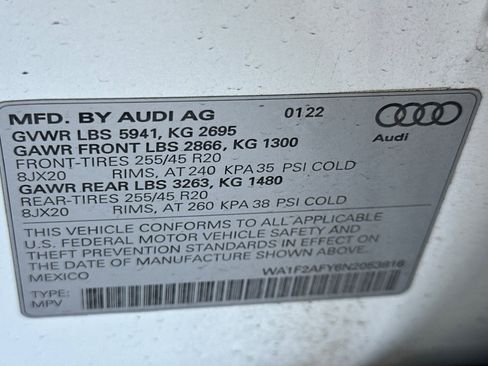 MFD. BY AUDI AG 0122
GVWR LBS 5941, KG 2695
GAWR FRONT LBS 2866, KG 1300
FRONT-TIRES 255/45 R20
8JX20 RIMS, AT 240 KPA 35 PSI COLD
GAWR REAR LBS 3263, KG 1480
REAR-TIRES 255/45 R20
8JX20 RIMS, AT 260 KPA 38 PSI COLD
Audi
THIS VEHICLE CONFORMS TO ALL APPLICABLE
U.S. FEDERAL MOTOR VEHICLE SAFETY AND
THEFT PREVENTION STANDARDS IN EFFECT ON
THE DATE OF MANUFACTURE SHOWN ABOVE.
MEXICO
WA1F2AFY6N2053816
TYPE:
MPV